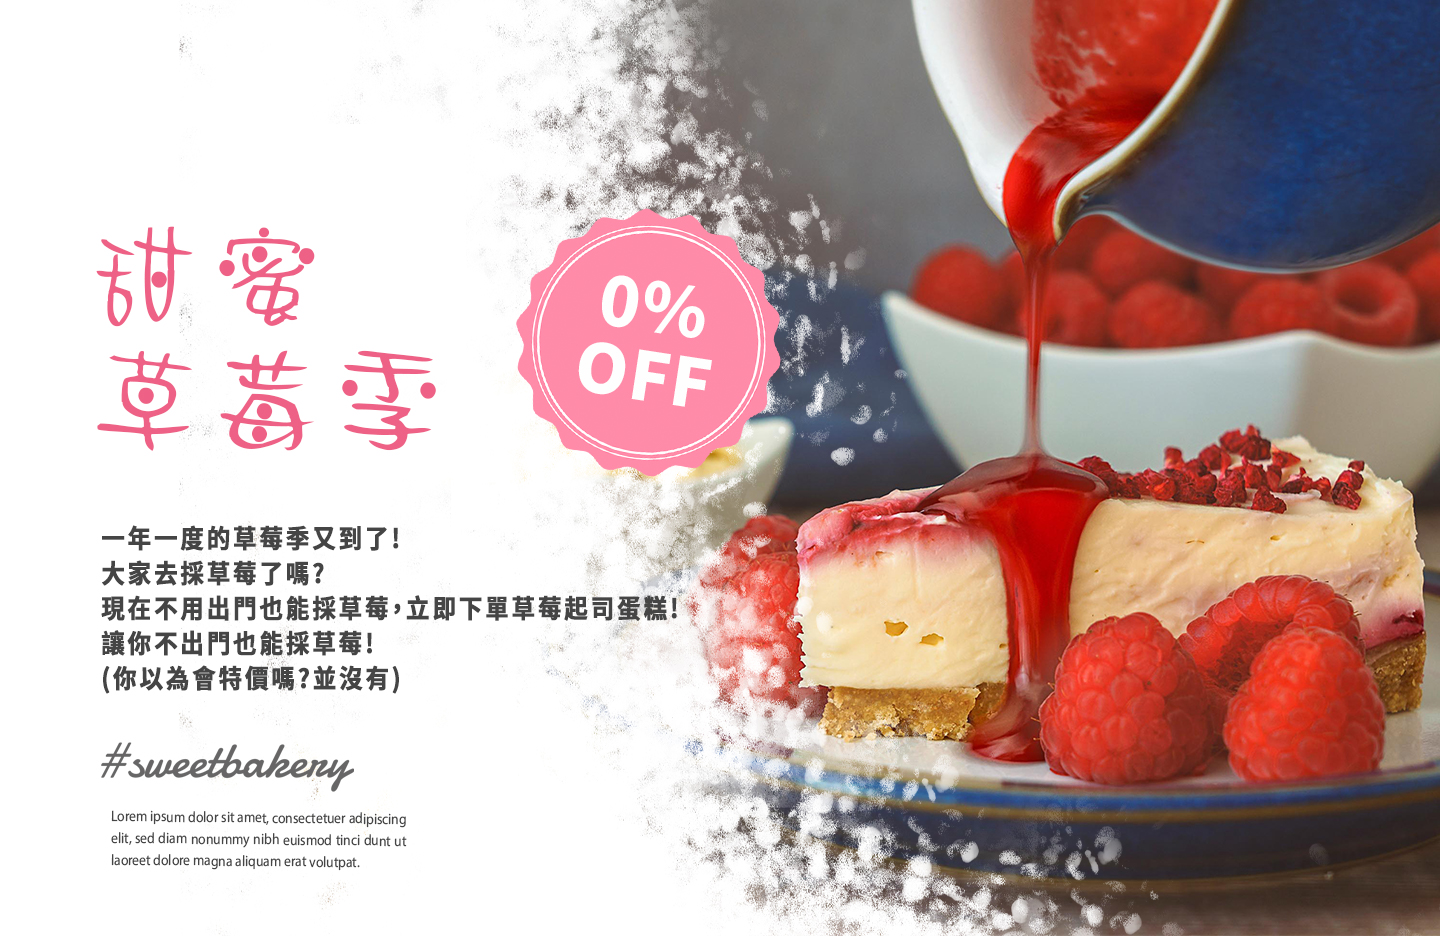 甜蜜
草莓季
0%
OFF
一年一度的草莓季又到了!
大家去採草莓了嗎?
現在不用出門也能採草莓，立即下單草莓起司蛋糕!
讓你不出門也能採草莓!
(你以為會特價嗎?並沒有)
#sweetbakery
Lorem ipsum dolor sit amet, consectetuer adipiscing
elit, sed diam nonummy nibh euismod tinci dunt ut
laoreet dolore magna aliquam erat volutpat.